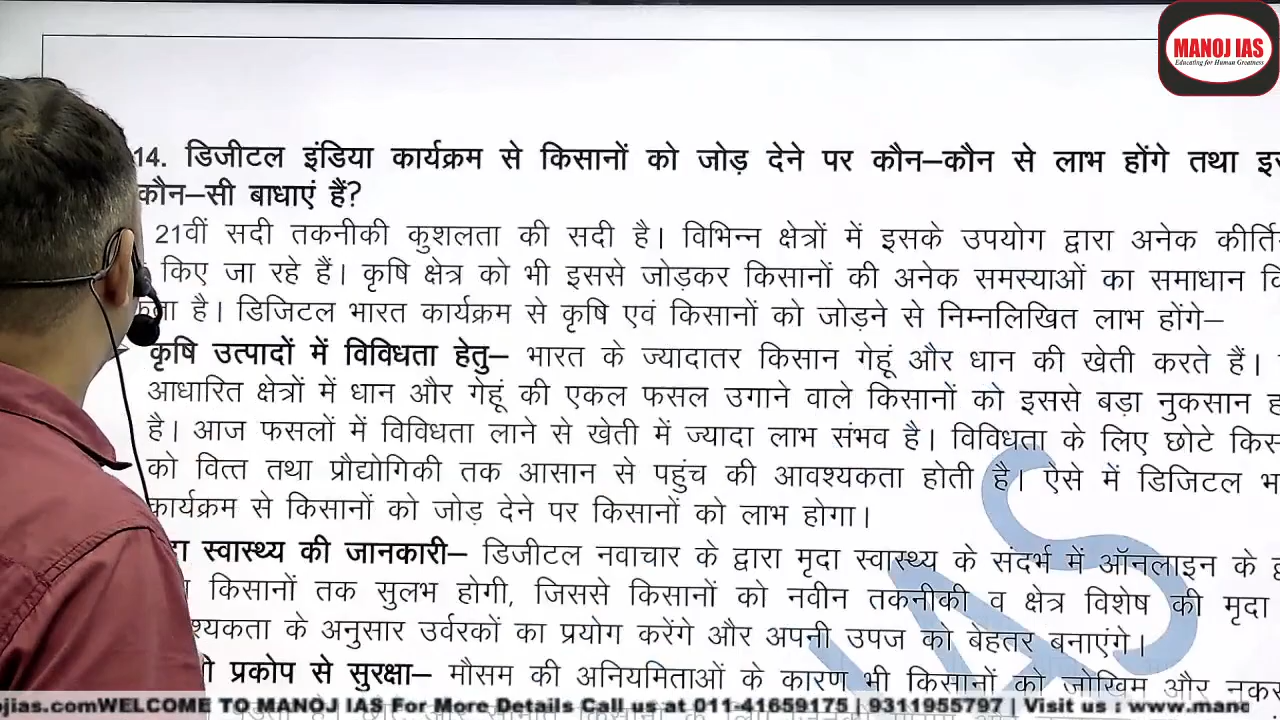 MANOJ IAS
Educating for Human Greatness
14. डिजीटल इंडिया कार्यक्रम से किसानों को जोड़ देने पर कौन–कौन से लाभ होंगे तथा
कौन–सी बाधाएं हैं?
21वीं सदी तकनीकी कुशलता की सदी है। विभिन्न क्षेत्रों में इसके उपयोग द्वारा अनेक
किए जा रहे हैं। कृषि क्षेत्र को भी इससे जोड़कर किसानों की अनेक समस्याओं का समाधान
है। डिजिटल भारत कार्यक्रम से कृषि एवं किसानों को जोड़ने से निम्नलिखित लाभ होंगे–
कृषि उत्पादों में विविधता हेतु– भारत के ज्यादातर किसान गेहूं और धान की खेती करते हैं।
आधारित क्षेत्रों में धान और गेहूं की एकल फसल उगाने वाले किसानों को इससे बड़ा नुकसान
है। आज फसलों में विविधता लाने से खेती में ज्यादा लाभ संभव है। विविधता के लिए छोटे
को वित्त तथा प्रौद्योगिकी तक आसान से पहुंच की आवश्यकता होती है। ऐसे में डिजिटल
कार्यक्रम से किसानों को जोड़ देने पर किसानों को लाभ होगा।
स्वास्थ्य की जानकारी– डिजीटल नवाचार के द्वारा मृदा स्वास्थ्य के संदर्भ में ऑनलाइन के
किसानों तक सुलभ होगी, जिससे किसानों को नवीन तकनीकी व क्षेत्र विशेष की मृदा
के अनुसार उर्वरकों का प्रयोग करेंगे और अपनी उपज को बेहतर बनाएंगे।
प्रकोप से सुरक्षा– मौसम की अनियमिताओं के कारण भी किसानों को जोखिम और
IAS
ojias.comWELCOME TO MANOJ IAS For More Details Call us at 011-41659175 | 9311955797 | Visit us : www.mano